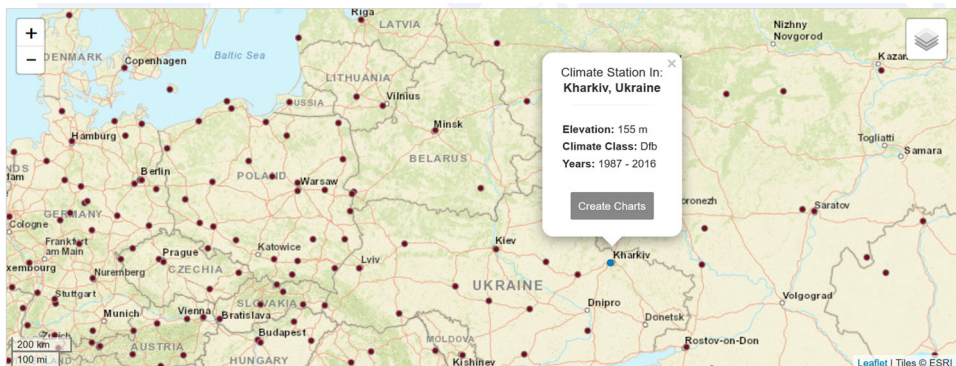 Riga
LATVIA
Nizhny
Novgorod
+
−
DENMARK
Copenhagen
Baltic Sea
×
Climate Station In:
Kharkiv, Ukraine
LITHUANIA
RUSSIA
Vilnius
Elevation: 155 m
Climate Class: Dfb
Years: 1987 - 2016
Hamburg
Minsk
Togliatti
Samara
BELARUS
Berlin
POLAND
Warsaw
Create Charts
Saratov
GERMANY
Cologne
Frankfurt
am Main
Prague
Katowice
Kiev
Kharkiv
Lviv
CZECHIA
Nuremberg
UKRAINE
Stuttgart
Volgograd
SLOVAKIA
Dnipro
Munich
Vienna
Bratislava
Donetsk
Budapest
MOLDOVA
Rostov-on-Don
200 km
AUSTRIA
100 mi
HUNGARY
Kishinev
Leaflet | Tiles © ESRI